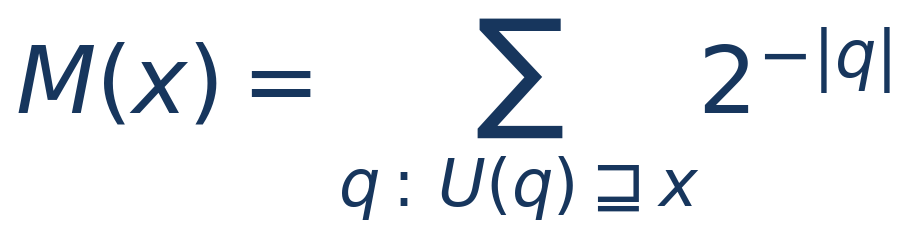 M(x) = ∑ 2^{−|q|}
q : U(q) ⊒ x